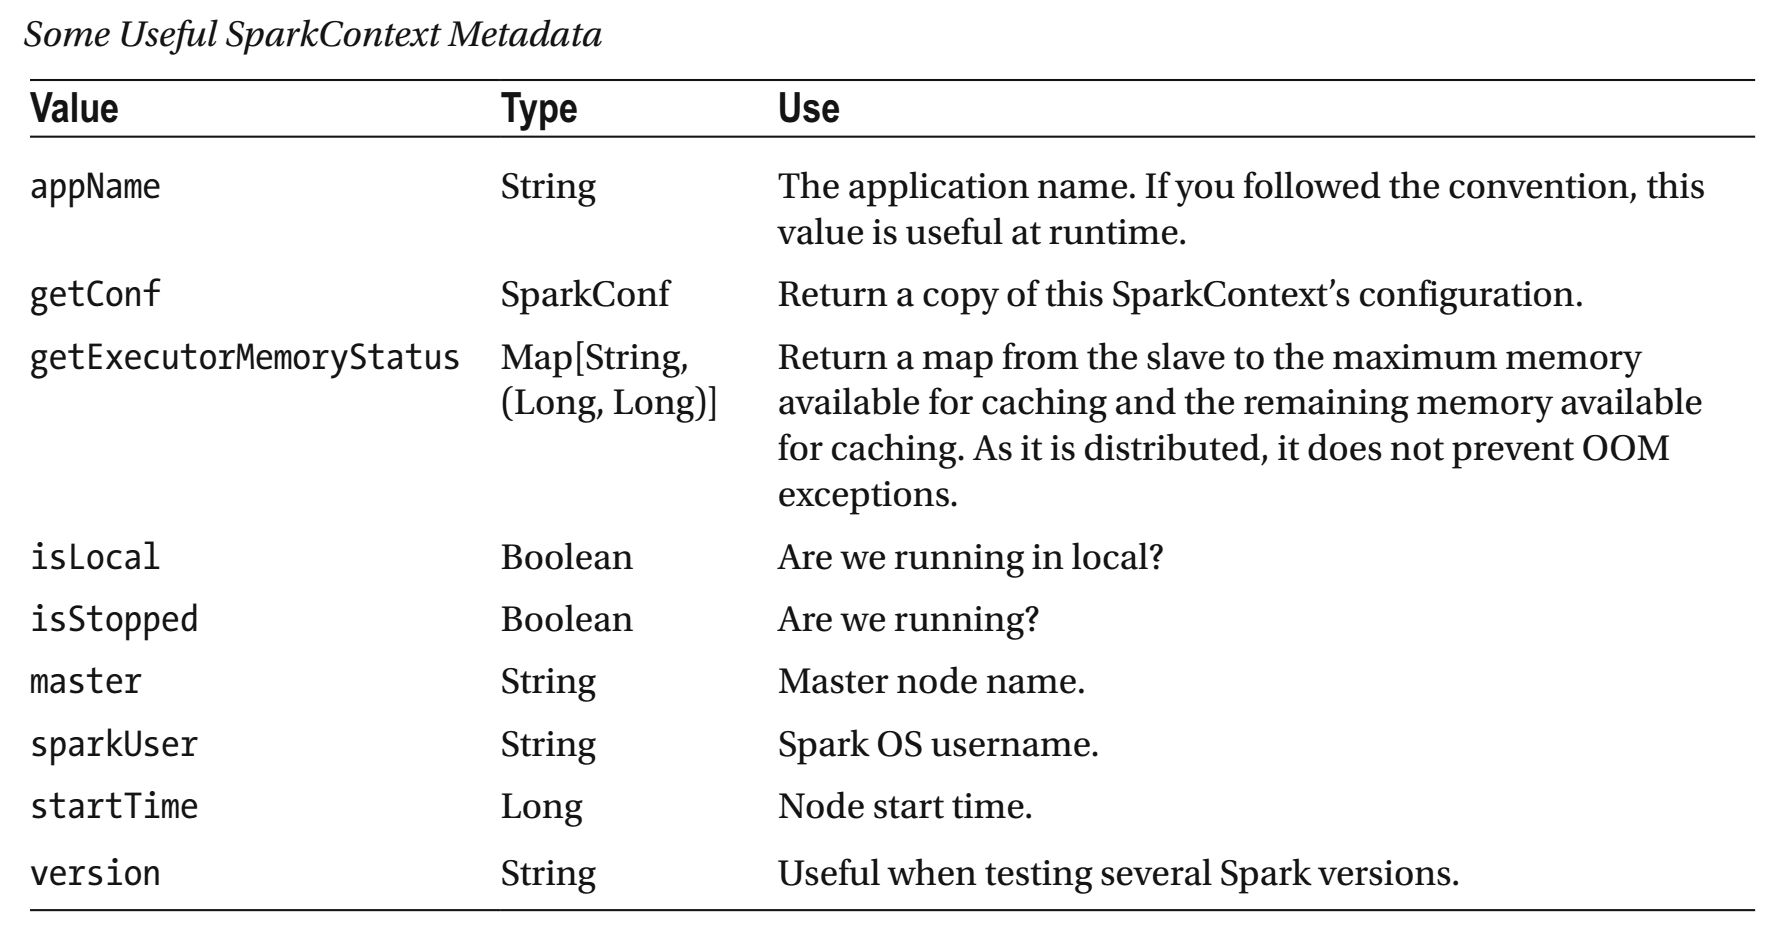 Some Useful SparkContext Metadata
Value Type Use
appName String The application name. If you followed the convention, this
value is useful at runtime.
getConf SparkConf Return a copy of this SparkContext’s configuration.
getExecutorMemoryStatus Map[String, Return a map from the slave to the maximum memory
(Long, Long)] available for caching and the remaining memory available
for caching. As it is distributed, it does not prevent OOM
exceptions.
isLocal Boolean Are we running in local?
isStopped Boolean Are we running?
master String Master node name.
sparkUser String Spark OS username.
startTime Long Node start time.
version String Useful when testing several Spark versions.